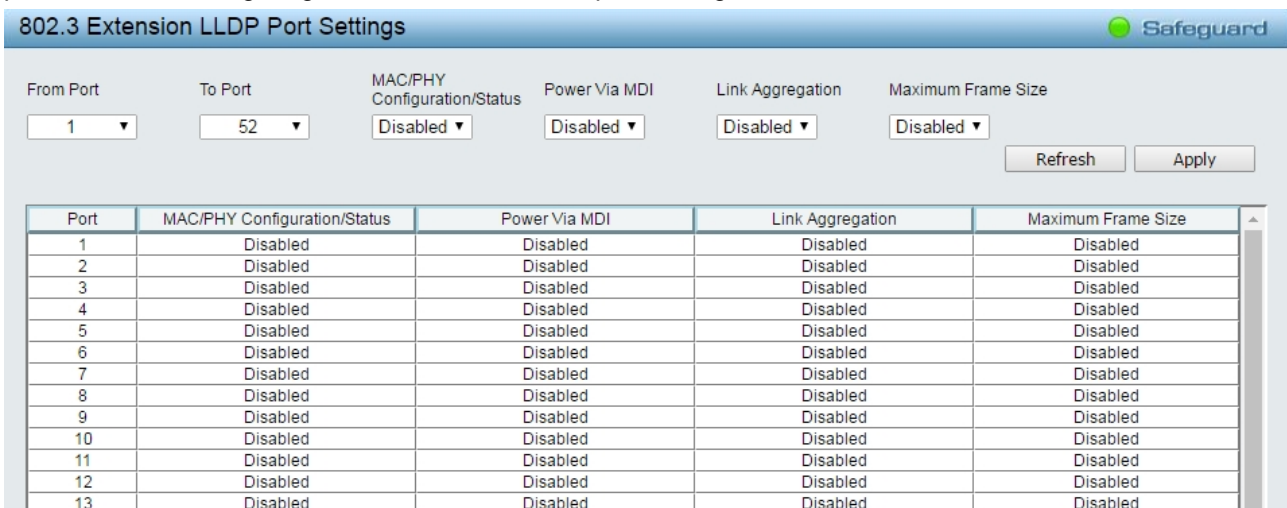 802.3 Extension LLDP Port Settings Safeguard
From Port To Port MAC/PHY Configuration/Status Power Via MDI Link Aggregation Maximum Frame Size
1 52 Disabled Disabled Disabled Disabled
Refresh Apply
Port MAC/PHY Configuration/Status Power Via MDI Link Aggregation Maximum Frame Size
1 Disabled Disabled Disabled Disabled
2 Disabled Disabled Disabled Disabled
3 Disabled Disabled Disabled Disabled
4 Disabled Disabled Disabled Disabled
5 Disabled Disabled Disabled Disabled
6 Disabled Disabled Disabled Disabled
7 Disabled Disabled Disabled Disabled
8 Disabled Disabled Disabled Disabled
9 Disabled Disabled Disabled Disabled
10 Disabled Disabled Disabled Disabled
11 Disabled Disabled Disabled Disabled
12 Disabled Disabled Disabled Disabled
13 Disabled Disabled Disabled Disabled